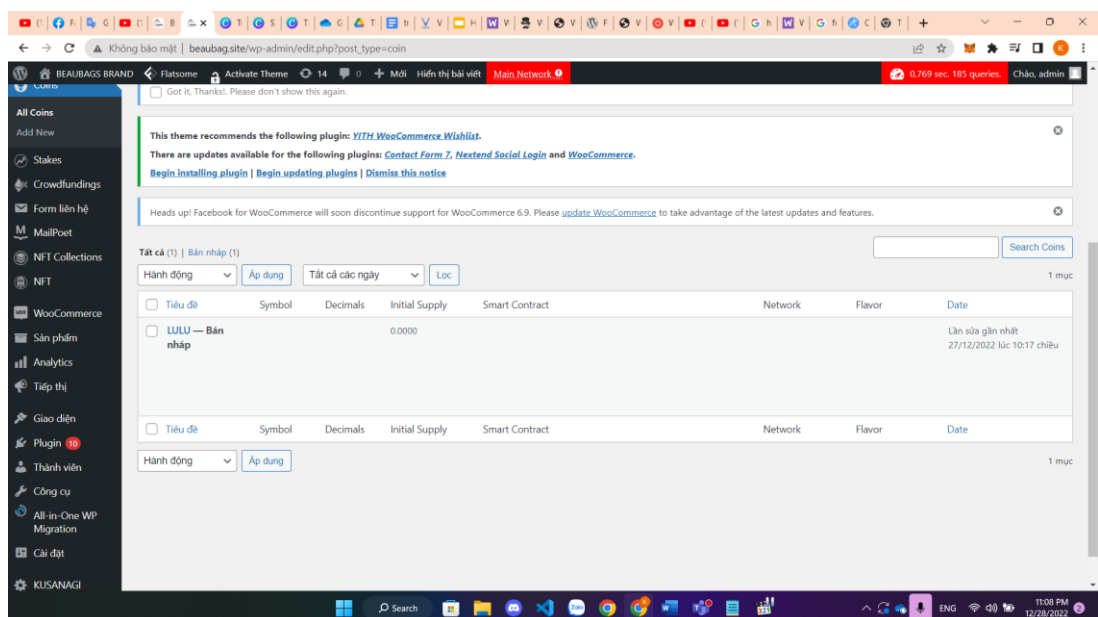 Không bảo mật | beaubag.site/wp-admin/edit.php?post_type=coin
BEAUBAGS BRAND Flatsome Activate Theme 14 0 + Mới Hiển thị bài viết Main Network 0,769 sec. 185 queries. Chào, admin
Coins
All Coins
Add New
Stakes
Crowdfundings
Form liên hệ
MailPoet
NFT Collections
NFT
WooCommerce
Sản phẩm
Analytics
Tiếp thị
Giao diện
Plugin 10
Thành viên
Công cụ
All-in-One WP
Migration
Cài đặt
KUSANAGI
Got it, Thanks!. Please don't show this again.
This theme recommends the following plugin: YITH WooCommerce Wishlist.
There are updates available for the following plugins: Contact Form 7, Nextend Social Login and WooCommerce.
Begin installing plugin | Begin updating plugins | Dismiss this notice
Heads up! Facebook for WooCommerce will soon discontinue support for WooCommerce 6.9. Please update WooCommerce to take advantage of the latest updates and features.
Search Coins
Tất cả (1) | Bản nháp (1)
Hành động Áp dụng Tất cả các ngày Lọc 1 mục
Tiêu đề Symbol Decimals Initial Supply Smart Contract Network Flavor Date
LULU — Bản 0.0000 Lần sửa gần nhất
nháp 27/12/2022 lúc 10:17 chiều
Tiêu đề Symbol Decimals Initial Supply Smart Contract Network Flavor Date
Hành động Áp dụng 1 mục
Search Zalo ENG 11:08 PM
12/28/2022